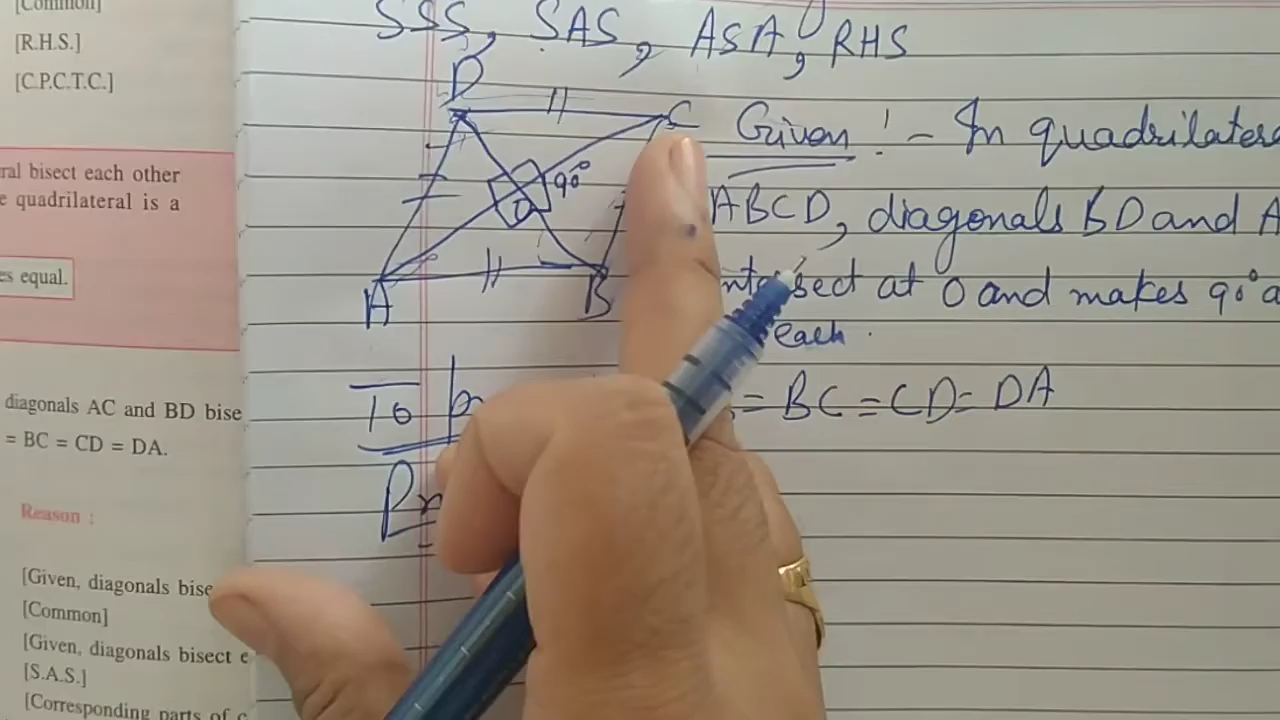 [Common]
[R.H.S.]
[C.P.C.T.C.]
ral bisect each other
e quadrilateral is a
es equal.
diagonals AC and BD bise
= BC = CD = DA.
Reason :
[Given, diagonals bise
[Common]
[Given, diagonals bisect e
[S.A.S.]
[Corresponding parts of c
SSS, SAS, ASA, RHS
D
C
90°
O
A
B
Given :- In quadrilatera
ABCD, diagonals BD and A
ntersect at O and makes 90° a
each.
To p
= BC = CD = DA
Pr